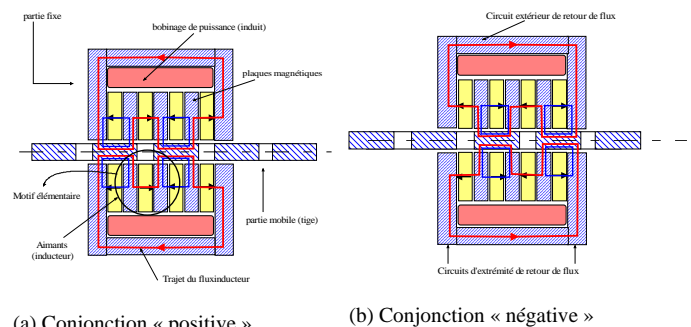 partie fixe
bobinage de puissance (induit)
plaques magnétiques
Motif élémentaire
Aimants
(inducteur)
partie mobile (tige)
Trajet du fluxinducteur
(a) Conjonction « positive »
Circuit extérieur de retour de flux
Circuits d'extrémité de retour de flux
(b) Conjonction « négative »